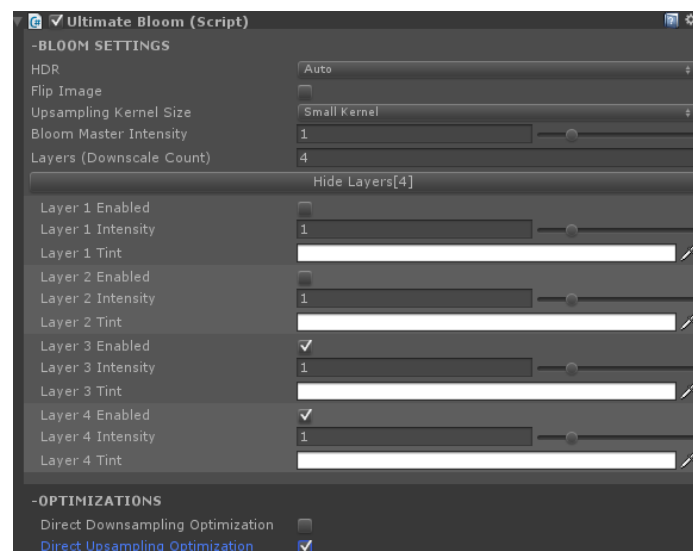 Ultimate Bloom (Script)
-BLOOM SETTINGS
HDR Auto
Flip Image
Upsampling Kernel Size Small Kernel
Bloom Master Intensity 1
Layers (Downscale Count) 4
Hide Layers[4]
Layer 1 Enabled
Layer 1 Intensity 1
Layer 1 Tint
Layer 2 Enabled
Layer 2 Intensity 1
Layer 2 Tint
Layer 3 Enabled
Layer 3 Intensity 1
Layer 3 Tint
Layer 4 Enabled
Layer 4 Intensity 1
Layer 4 Tint
-OPTIMIZATIONS
Direct Downsampling Optimization
Direct Upsampling Optimization